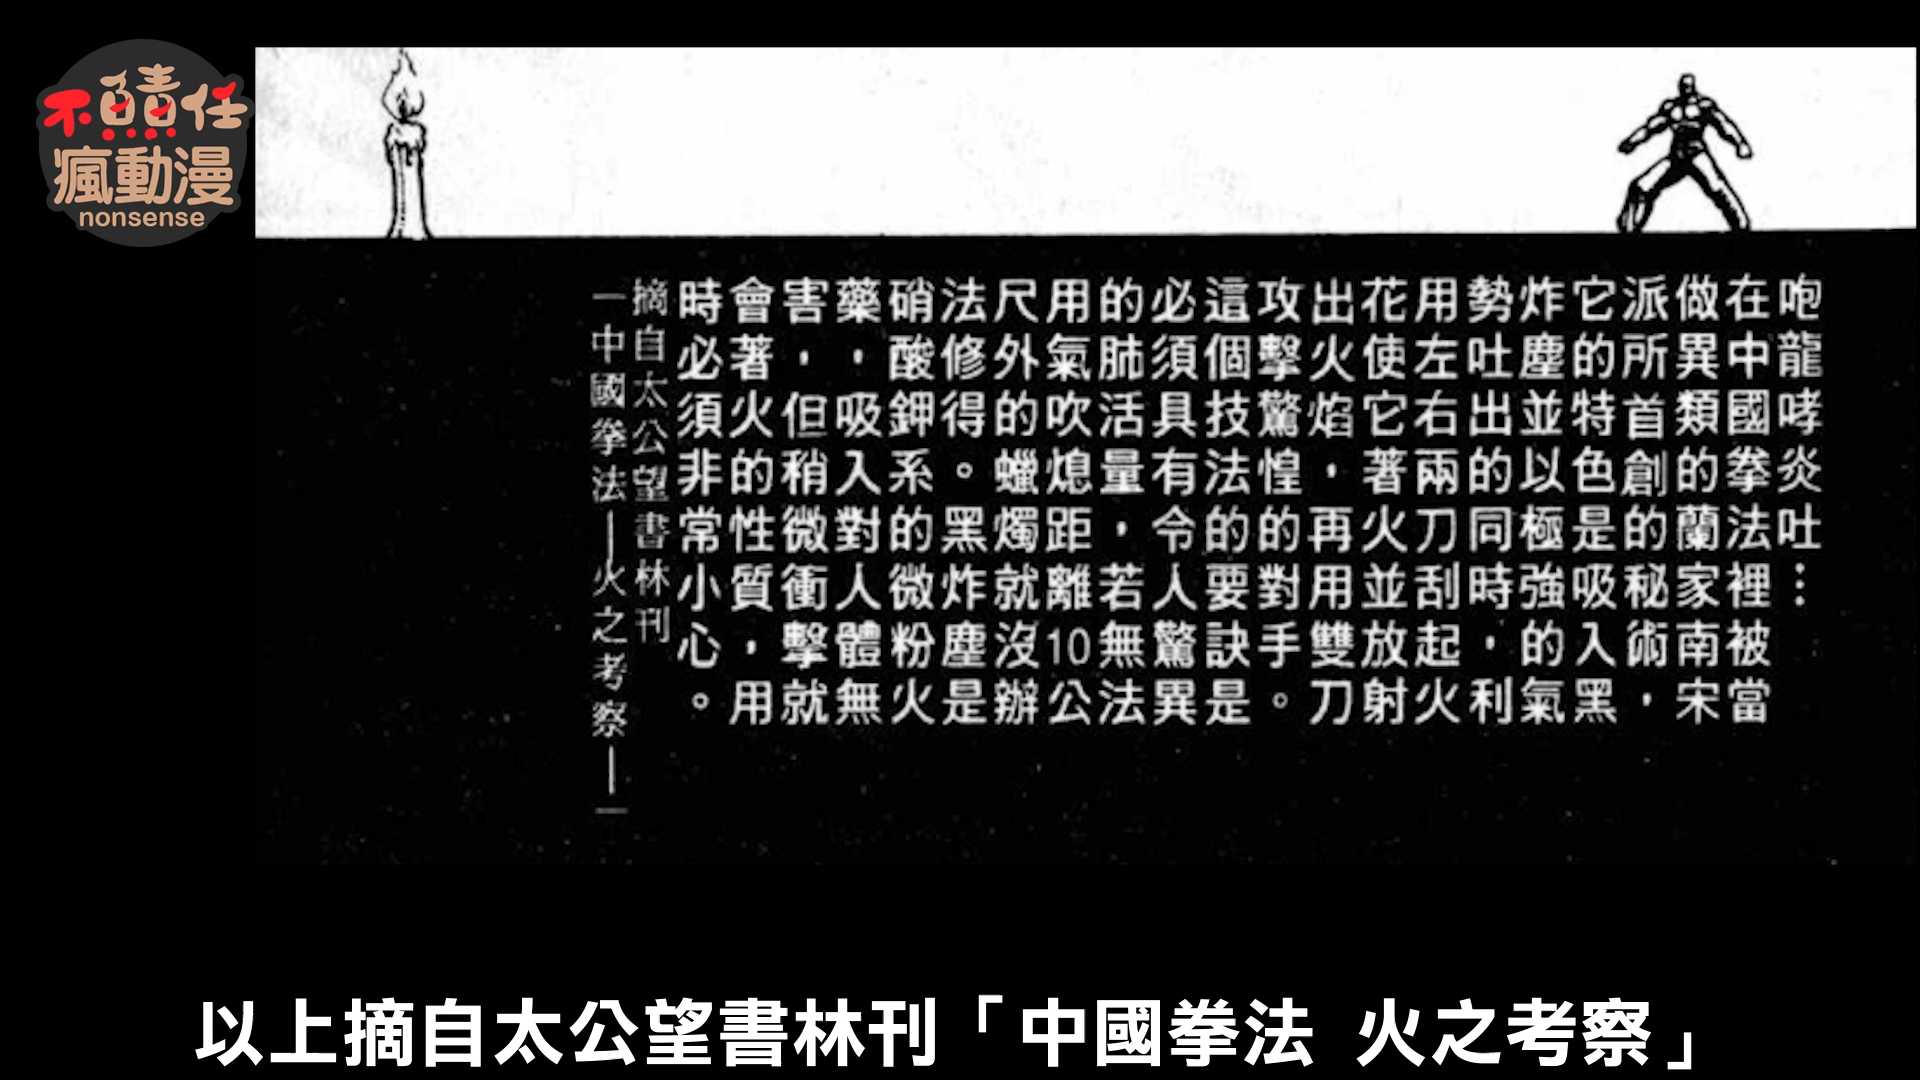 不負責任
瘋動漫
nonsense
咆龍哮炎吐…
在中國拳法裡被當
做異類的蘭家南宋
派所首創的秘術，
它的特色是吸入黑
炸塵並以極強的氣
勢吐出的同時，利
用左右兩刀刮起火
花使它著火並放射
出火焰，再用雙刀
攻擊驚惶的對手。
這個技法的要訣是
必須具有令人驚異
的肺活量，若無法
用氣吹熄距離10公
尺外的蠟燭就沒辦
法修得。黑炸塵是
硝酸鉀系的微粉火
藥，吸入對人體無
害，但稍微衝擊就
會著火的性質，用
時必須非常小心。
摘自太公望書林刊
「中國拳法—火之考察—」
以上摘自太公望書林刊「中國拳法 火之考察」